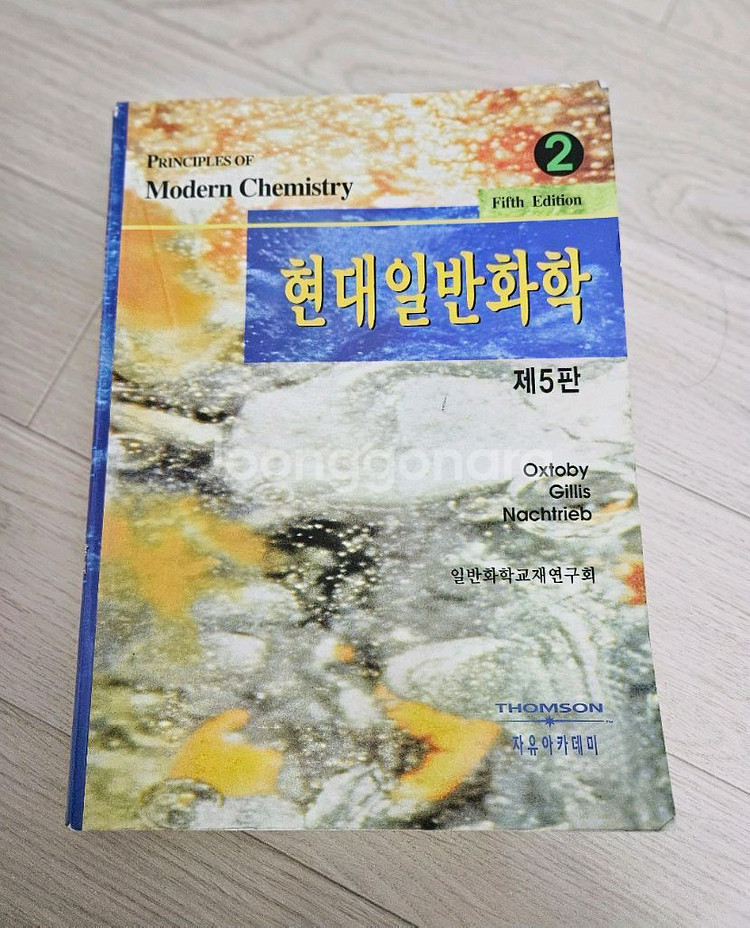 PRINCIPLES OF
Modern Chemistry
2
Fifth Edition
현대일반화학
제5판
joonggonara
Oxtoby
Gillis
Nachtrieb
일반화학교재연구회
THOMSON
자유아카데미